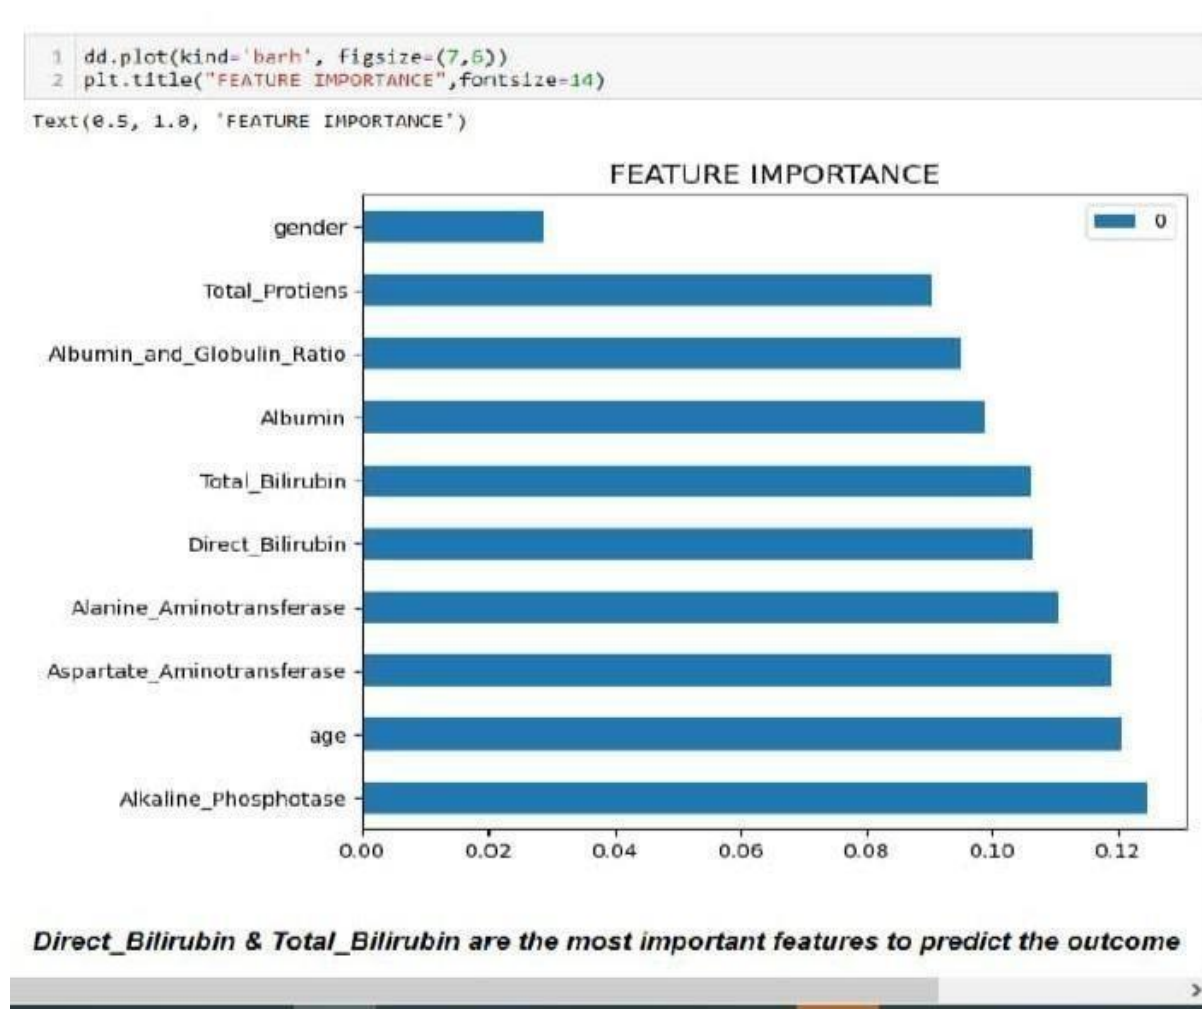 1 dd.plot(kind='barh', figsize=(7,6))
2 plt.title("FEATURE IMPORTANCE",fontsize=14)
Text(0.5, 1.0, 'FEATURE IMPORTANCE')
FEATURE IMPORTANCE
0
gender
Total_Protiens
Albumin_and_Globulin_Ratio
Albumin
Total_Bilirubin
Direct_Bilirubin
Alanine_Aminotransferase
Aspartate_Aminotransferase
age
Alkaline_Phosphotase
0.00 0.02 0.04 0.06 0.08 0.10 0.12
Direct_Bilirubin & Total_Bilirubin are the most important features to predict the outcome